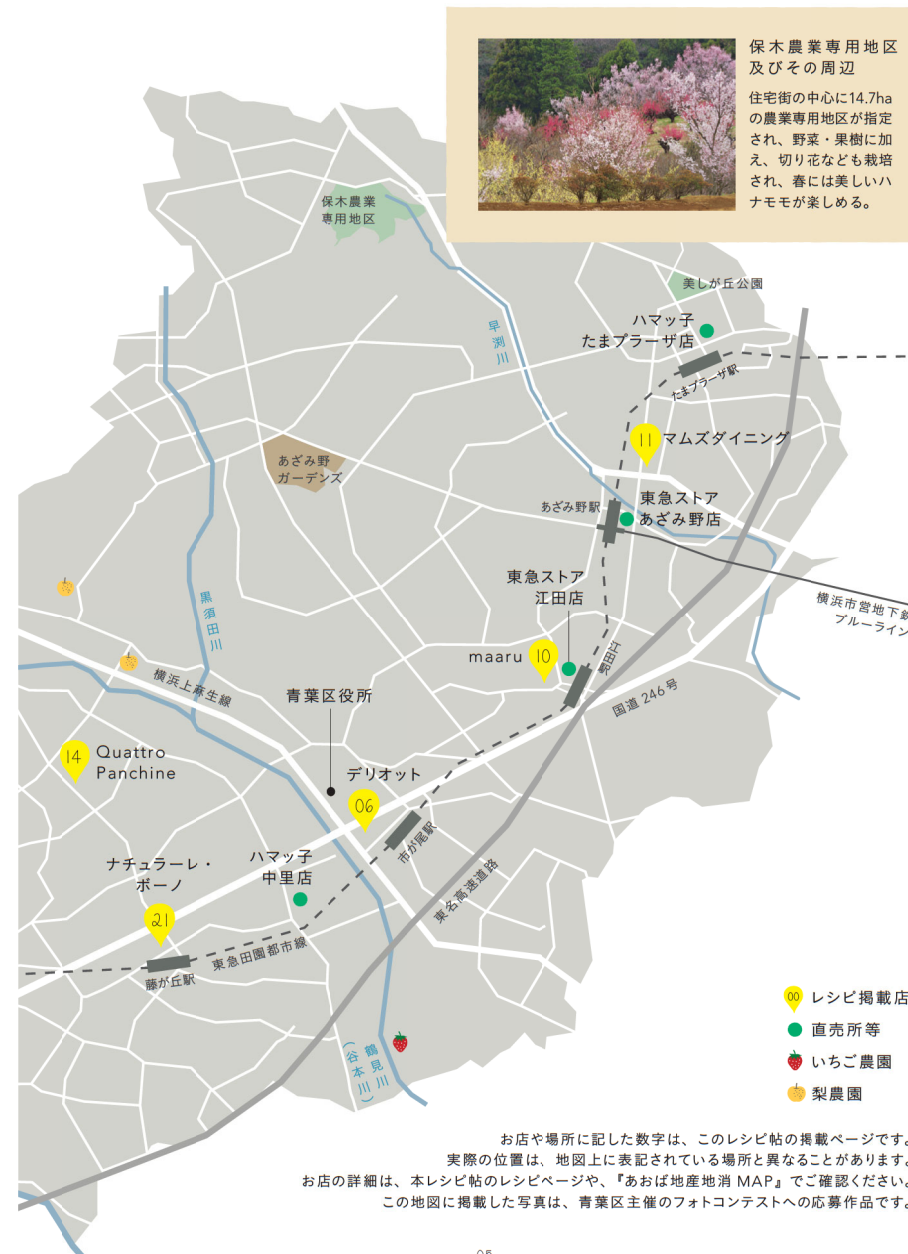 保木農業専用地区
及びその周辺
住宅街の中心に14.7ha
の農業専用地区が指定
され、野菜・果樹に加
え、切り花なども栽培
され、春には美しいハ
ナモモが楽しめる。
保木農業
専用地区
美しが丘公園
ハマッ子
たまプラーザ店
早渕川
たまプラーザ駅
11 マムズダイニング
あざみ野
ガーデンズ
あざみ野駅
東急ストア
あざみ野店
東急ストア
江田店
黒須田川
横浜市営地下鉄
ブルーライン
maaru 10
江田駅
横浜上麻生線
青葉区役所
国道246号
14 Quattro
Panchine
デリオット
06
市が尾駅
ナチュラーレ・
ボーノ
ハマッ子
中里店
東名高速道路
21
東急田園都市線
藤が丘駅
00 レシピ掲載店
直売所等
鶴見川
(谷本川)
いちご農園
梨農園
お店や場所に記した数字は、このレシピ帖の掲載ページです。
実際の位置は、地図上に表記されている場所と異なることがあります。
お店の詳細は、本レシピ帖のレシピページや、『あおば地産地消 MAP』でご確認ください。
この地図に掲載した写真は、青葉区主催のフォトコンテストへの応募作品です。